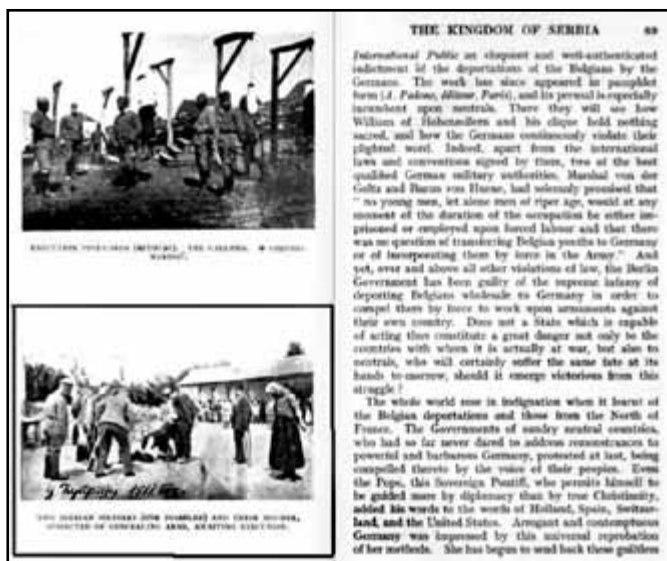 THE KINGDOM OF SERBIA 69
International Public an eloquent and well-authenticated
indictment of the deportations of the Belgians by the
Germans. The work has since appeared in pamphlet
form (A. Paris), and its perusal is especially
incumbent upon neutrals. There they will see how
William of Hohenzollern and his clique hold nothing
sacred, and how the Germans continuously violate their
plighted word. Indeed, apart from the international
laws and conventions signed by them, two of the best
qualified German military authorities, Marshal von der
Goltz and Baron von Huene, had solemnly promised that
" no young men, let alone men of riper age, would at any
moment of the duration of the occupation be either im-
prisoned or employed upon forced labour and that there
was no question of transferring Belgian youths to Germany
or of incorporating them by force in the Army." And
yet, over and above all other violations of law, the Berlin
Government has been guilty of the supreme infamy of
deporting Belgians wholesale to Germany in order to
compel them by force to work upon armaments against
their own country. Does not a State which is capable
of acting thus constitute a great danger not only to the
countries with whom it is actually at war, but also to
neutrals, who will certainly suffer the same fate at its
hands to-morrow, should it emerge victorious from this
struggle ?
The whole world rose in indignation when it learnt of
the Belgian deportations and those from the North of
France. The Governments of sundry neutral countries,
who had so far never dared to address remonstrances to
powerful and barbarous Germany, protested at last, being
compelled thereto by the voice of their peoples. Even
the Pope, this Sovereign Pontiff, who permits himself to
be guided more by diplomacy than by true Christianity,
added his words to the words of Holland, Spain, Switzer-
land, and the United States. Arrogant and contemptuous
Germany was impressed by this universal reprobation
of her methods. She has begun to send back these guiltless
THE GALLOWS.
TWO SERBIAN PEASANTS AND THEIR MOTHER,
SUSPECTED OF CONCEALING ARMS, AWAITING EXECUTION.